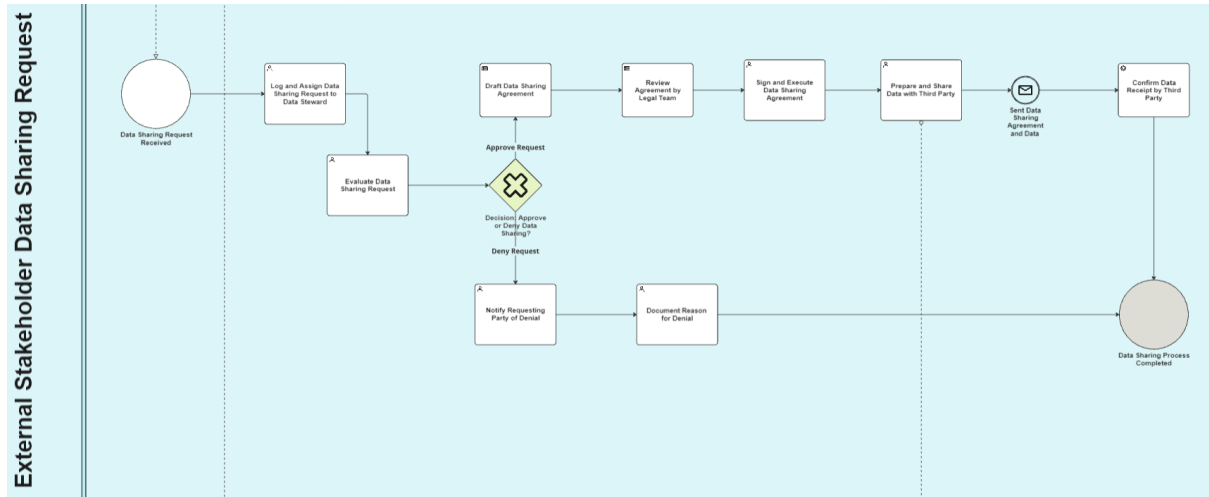 External Stakeholder Data Sharing Request
Data Sharing Request
Received
Log and Assign Data
Sharing Request to
Data Steward
Evaluate Data
Sharing Request
Draft Data Sharing
Agreement
Approve Request
Decision: Approve
or Deny Data
Sharing?
Deny Request
Notify Requesting
Party of Denial
Document Reason
for Denial
Review
Agreement by
Legal Team
Sign and Execute
Data Sharing
Agreement
Prepare and Share
Data with Third Party
Sent Data
Sharing
Agreement
and Data
Confirm Data
Receipt by Third
Party
Data Sharing Process
Completed